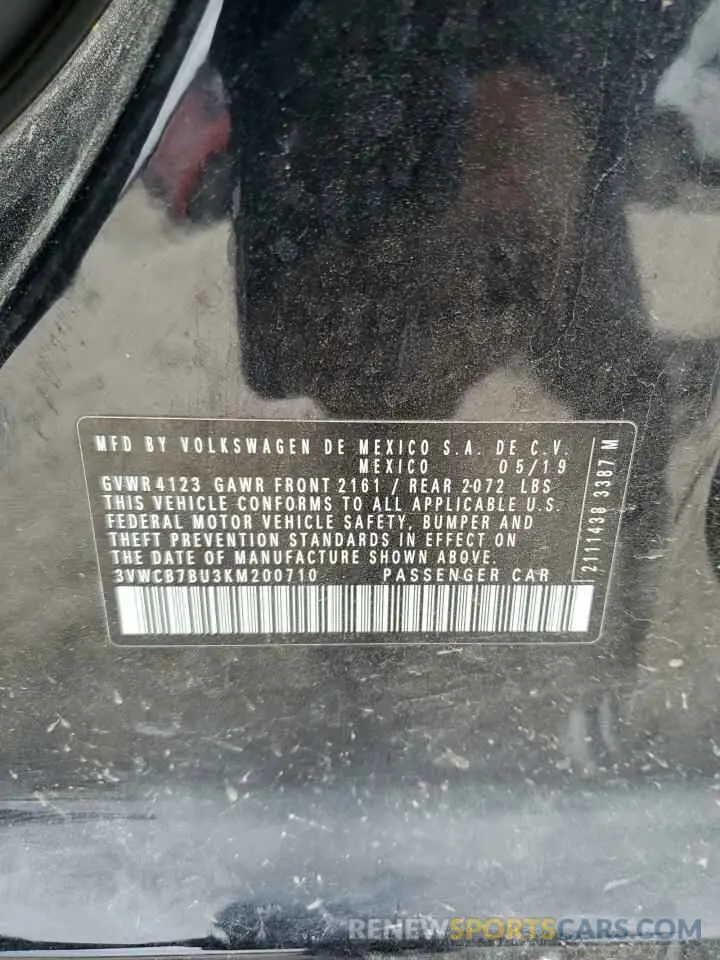 MFD BY VOLKSWAGEN DE MEXICO S.A. DE C.V.
MEXICO 05/19
GVWR 4123 GAWR FRONT 2161 / REAR 2072 LBS
THIS VEHICLE CONFORMS TO ALL APPLICABLE U.S.
FEDERAL MOTOR VEHICLE SAFETY, BUMPER AND
THEFT PREVENTION STANDARDS IN EFFECT ON
THE DATE OF MANUFACTURE SHOWN ABOVE.
3VWCB7BU3KM200710 PASSENGER CAR
2111438 3387 M
RENEWSPORTSCARS.COM